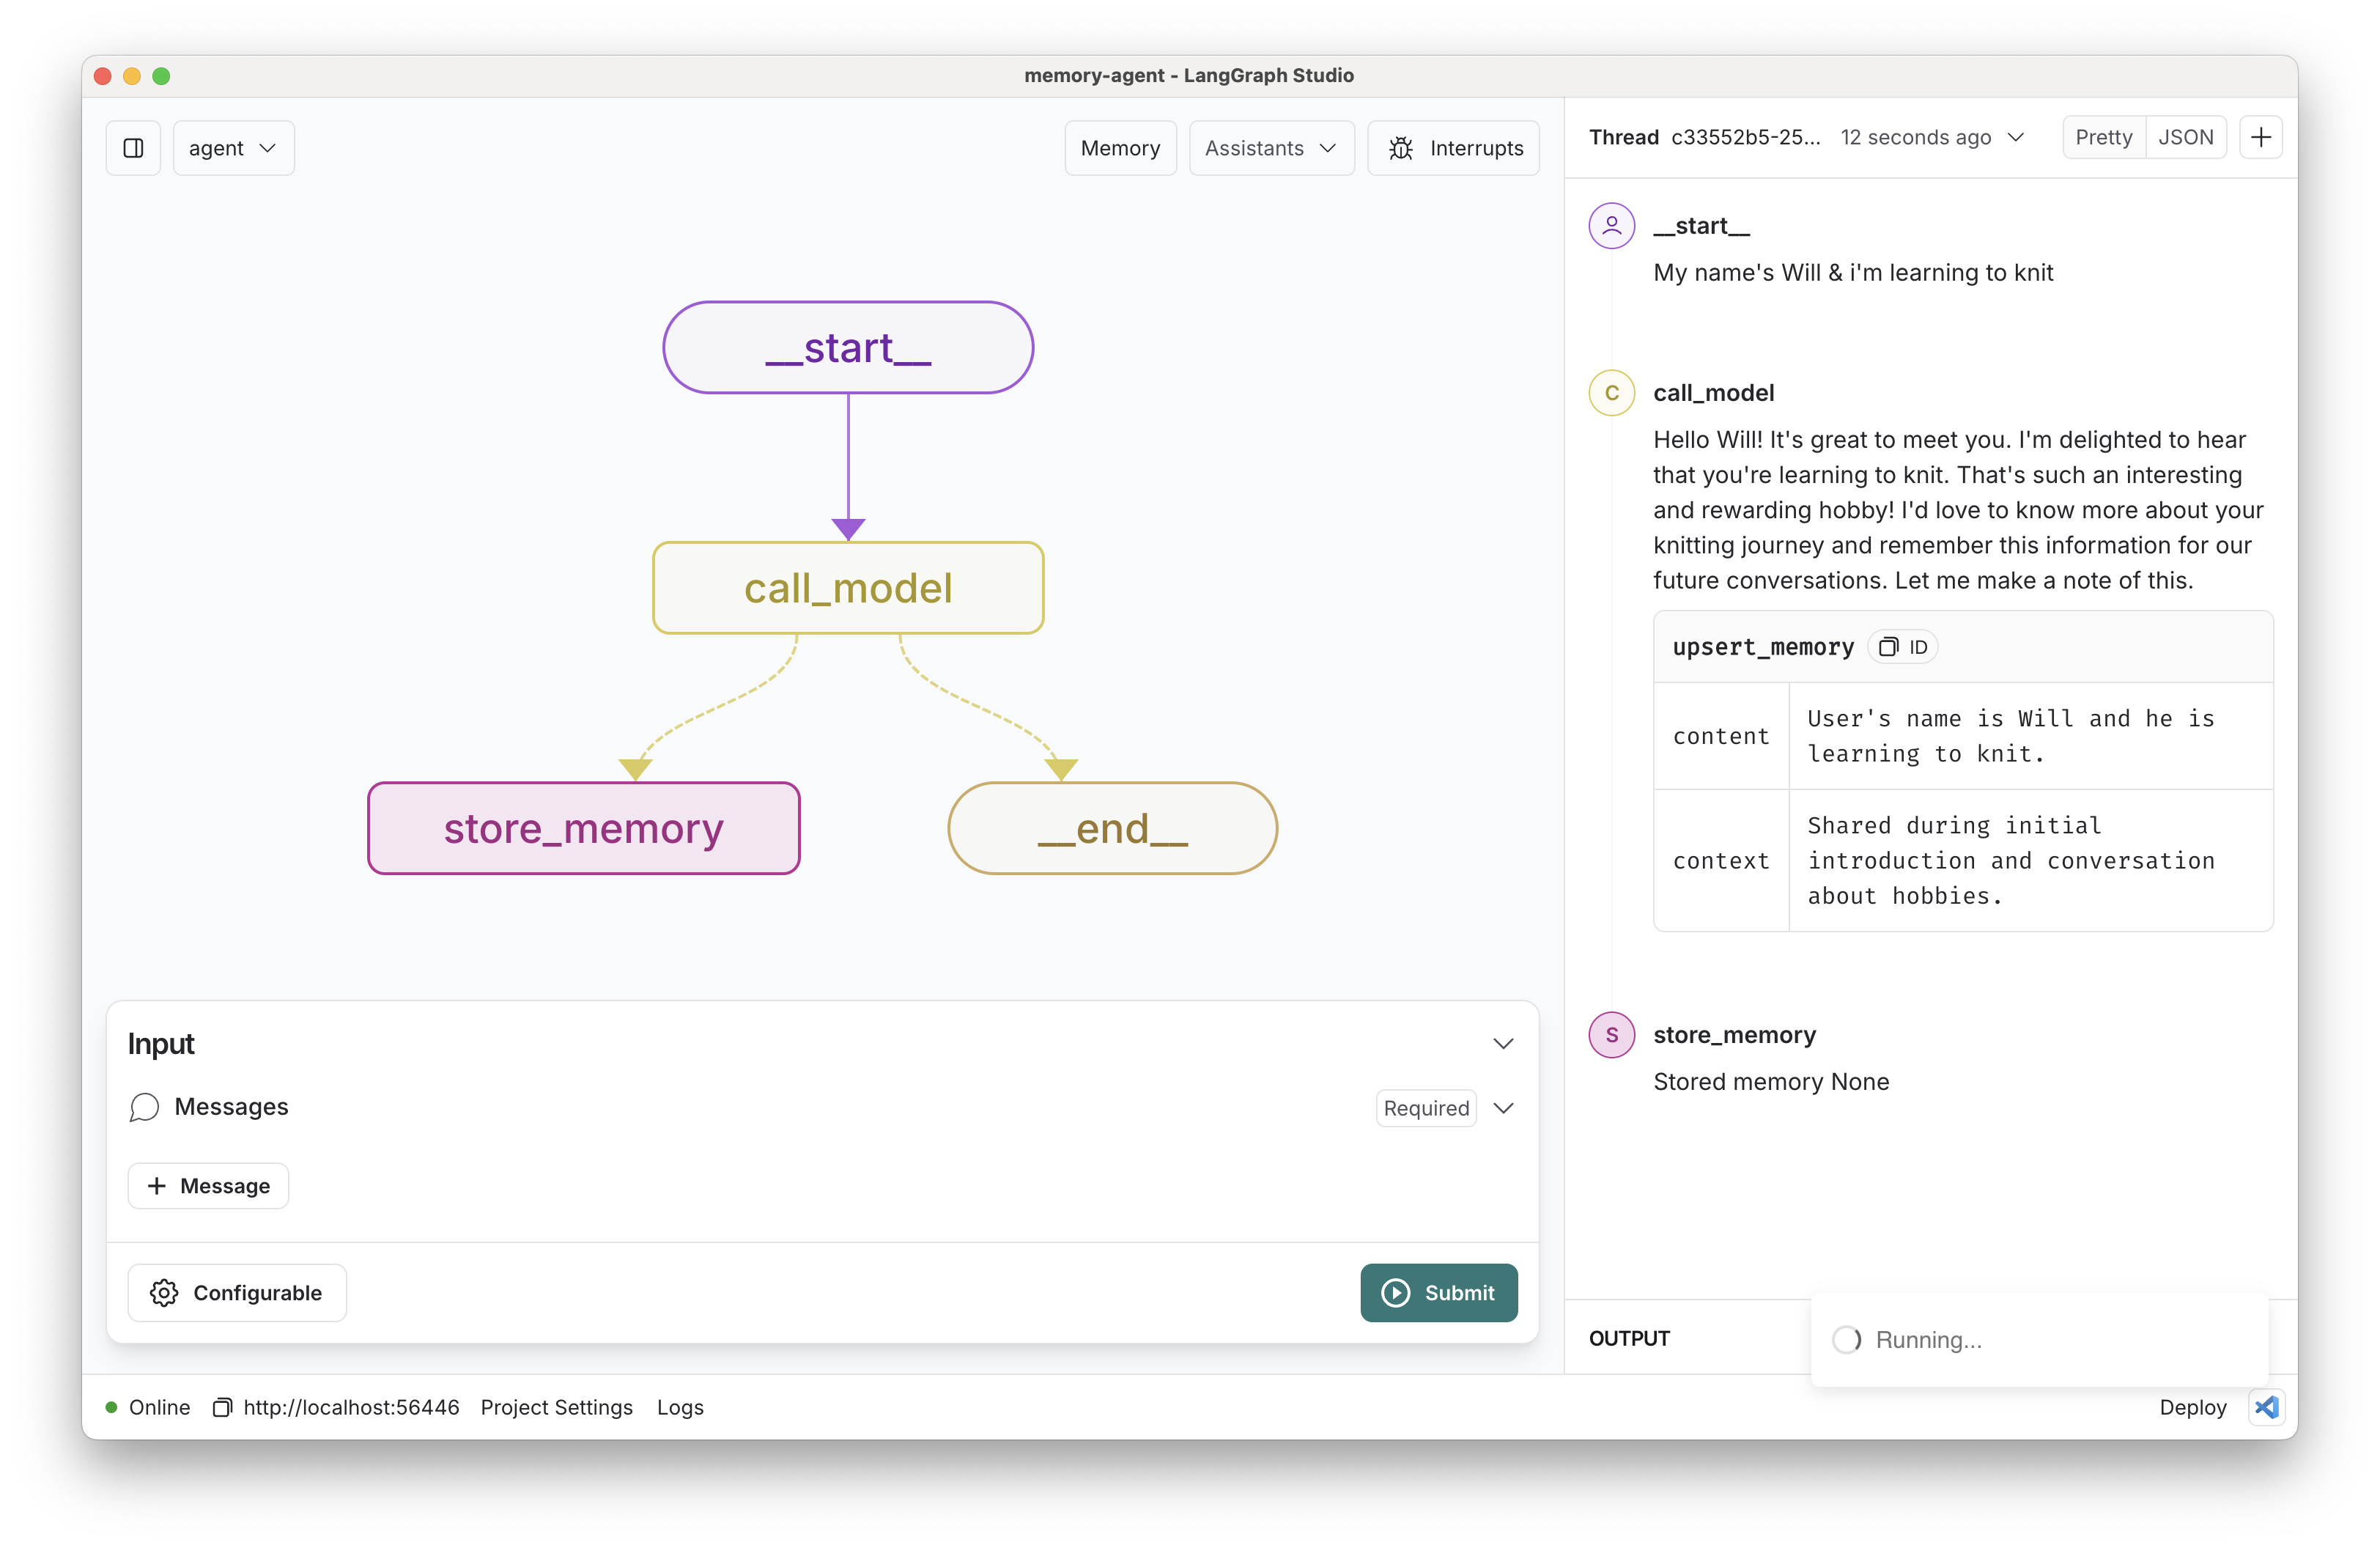 memory-agent - LangGraph Studio
agent
Memory
Assistants
Interrupts
__start__
call_model
store_memory
__end__
Input
Messages
Required
+ Message
Configurable
Submit
Thread c33552b5-25... 12 seconds ago
Pretty JSON +
__start__
My name's Will & i'm learning to knit
C call_model
Hello Will! It's great to meet you. I'm delighted to hear
that you're learning to knit. That's such an interesting
and rewarding hobby! I'd love to know more about your
knitting journey and remember this information for our
future conversations. Let me make a note of this.
upsert_memory ID
content
User's name is Will and he is
learning to knit.
context
Shared during initial
introduction and conversation
about hobbies.
S store_memory
Stored memory None
OUTPUT
Running...
Online http://localhost:56446 Project Settings Logs
Deploy